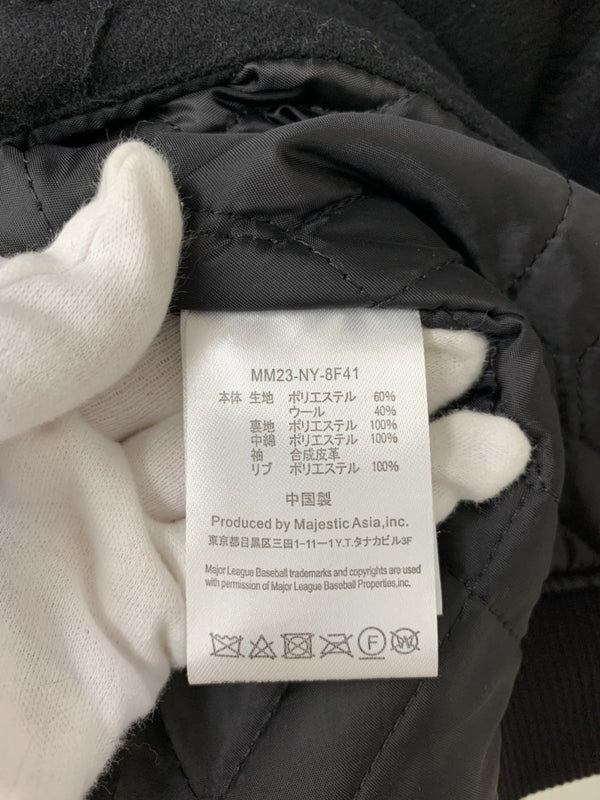 MM23-NY-8F41
本体 生地 ポリエステル 60%
ウール 40%
裏地 ポリエステル 100%
中綿 ポリエステル 100%
袖 合成皮革
リブ ポリエステル 100%
中国製
Produced by Majestic Asia,inc.
東京都目黒区三田1-11-1Y.T.タナカビル3F
Major League Baseball trademarks and copyrights are used
with permission of Major League Baseball Properties,inc.
F W